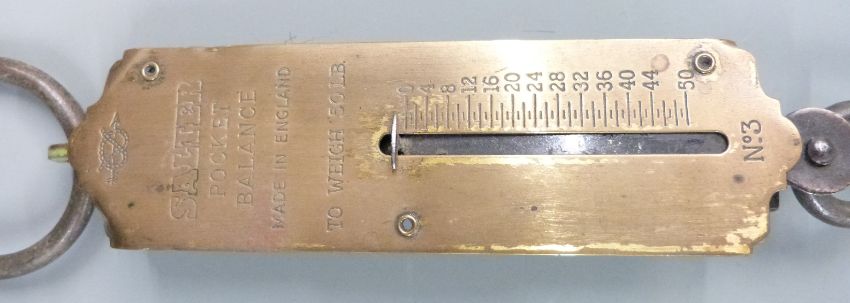 SALTER
POCKET
BALANCE
MADE IN ENGLAND
TO WEIGH 50 LB.
0 4 8 12 16 20 24 28 32 36 40 44 50
Nº3